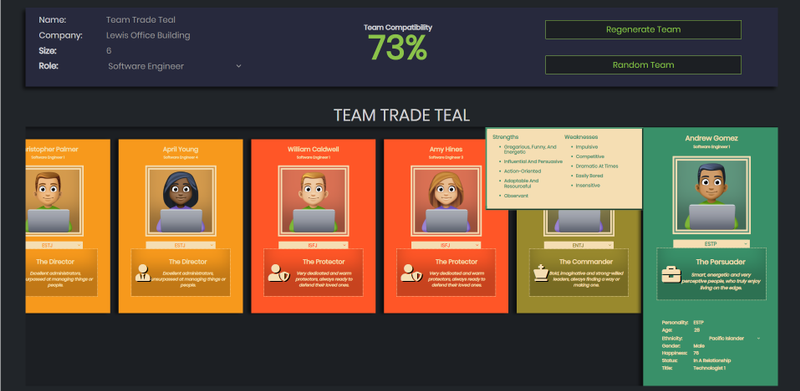 Name: Team Trade Teal
Company: Lewis Office Building
Size: 6
Role: Software Engineer
Team Compatibility
73%
Regenerate Team
Random Team
TEAM TRADE TEAL
ristopher Palmer
Software Engineer 1
ESTJ
The Director
Excellent administrators,
unsurpassed at managing things or
people.
April Young
Software Engineer
ESTJ
The Director
Excellent administrators,
unsurpassed at managing things or
people.
William Caldwell
Software Engineer 1
ISFJ
The Protector
Very dedicated and warm
protectors, always ready to
defend their loved ones.
Amy Hines
Software Engineer
ISFJ
The Protector
Very dedicated and warm
protectors, always ready to
defend their loved ones.
Strengths
Gregarious, Funny, And
Energetic
Influential And Persuasive
Action-Oriented
Adaptable And
Resourceful
Observant
Weaknesses
Impulsive
Competitive
Dramatic At Times
Easily Bored
Insensitive
ENTJ
The Commander
Bold, imaginative and strong-willed
leaders, always finding a way or
making one.
Andrew Gomez
Software Engineer 1
ESTP
The Persuader
Smart, energetic and very
perceptive people, who truly enjoy
living on the edge.
Personality: ESTP
Age:
Ethnicity: Pacific Islander
Gender: Male
Happiness: 78
Status: In A Relationship
Title: Technologist 1